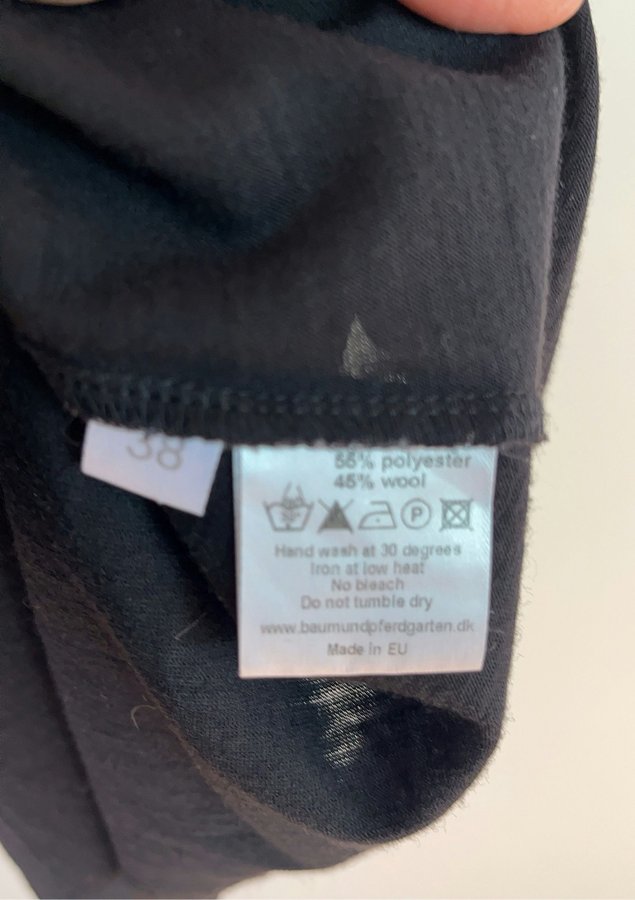 38
55% polyester
45% wool
P
Hand wash at 30 degrees
Iron at low heat
No bleach
Do not tumble dry
www.baumundpferdgarten.dk
Made in EU